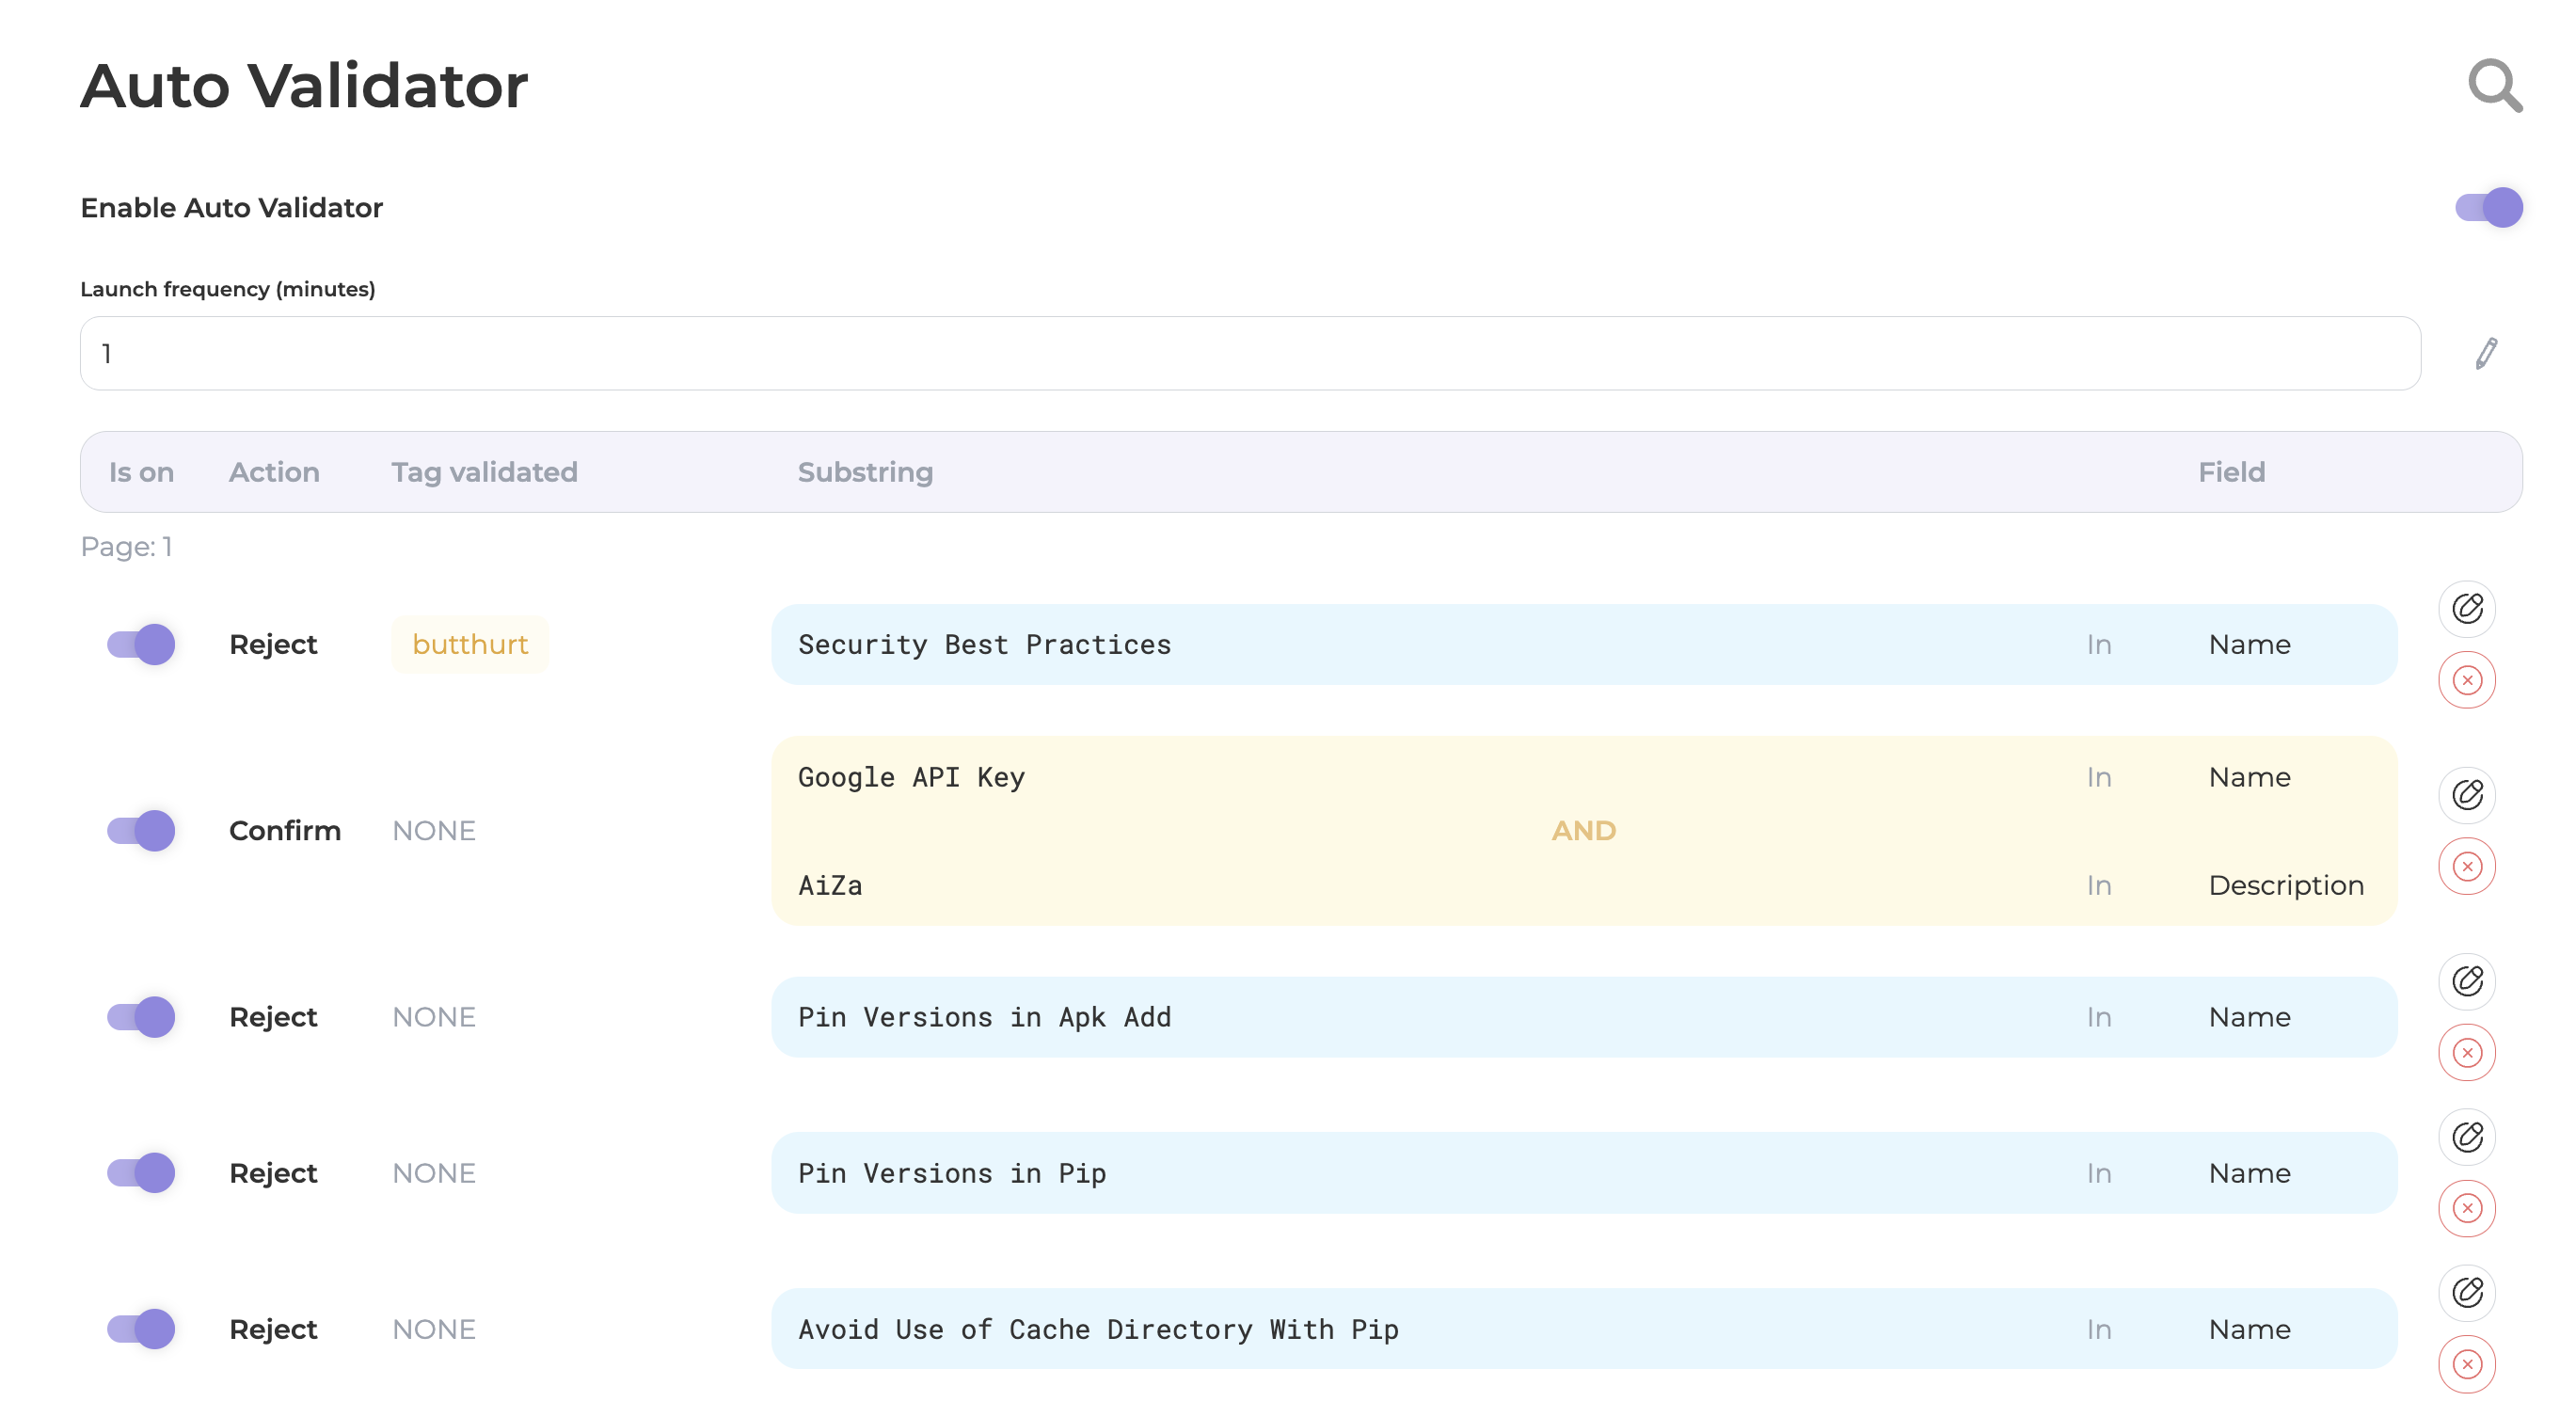 Auto Validator
Enable Auto Validator
Launch frequency (minutes)
1
Is on Action Tag validated Substring Field
Page: 1
Reject butthurt Security Best Practices In Name
Google API Key In Name
Confirm NONE AND
AiZa In Description
Reject NONE Pin Versions in Apk Add In Name
Reject NONE Pin Versions in Pip In Name
Reject NONE Avoid Use of Cache Directory With Pip In Name